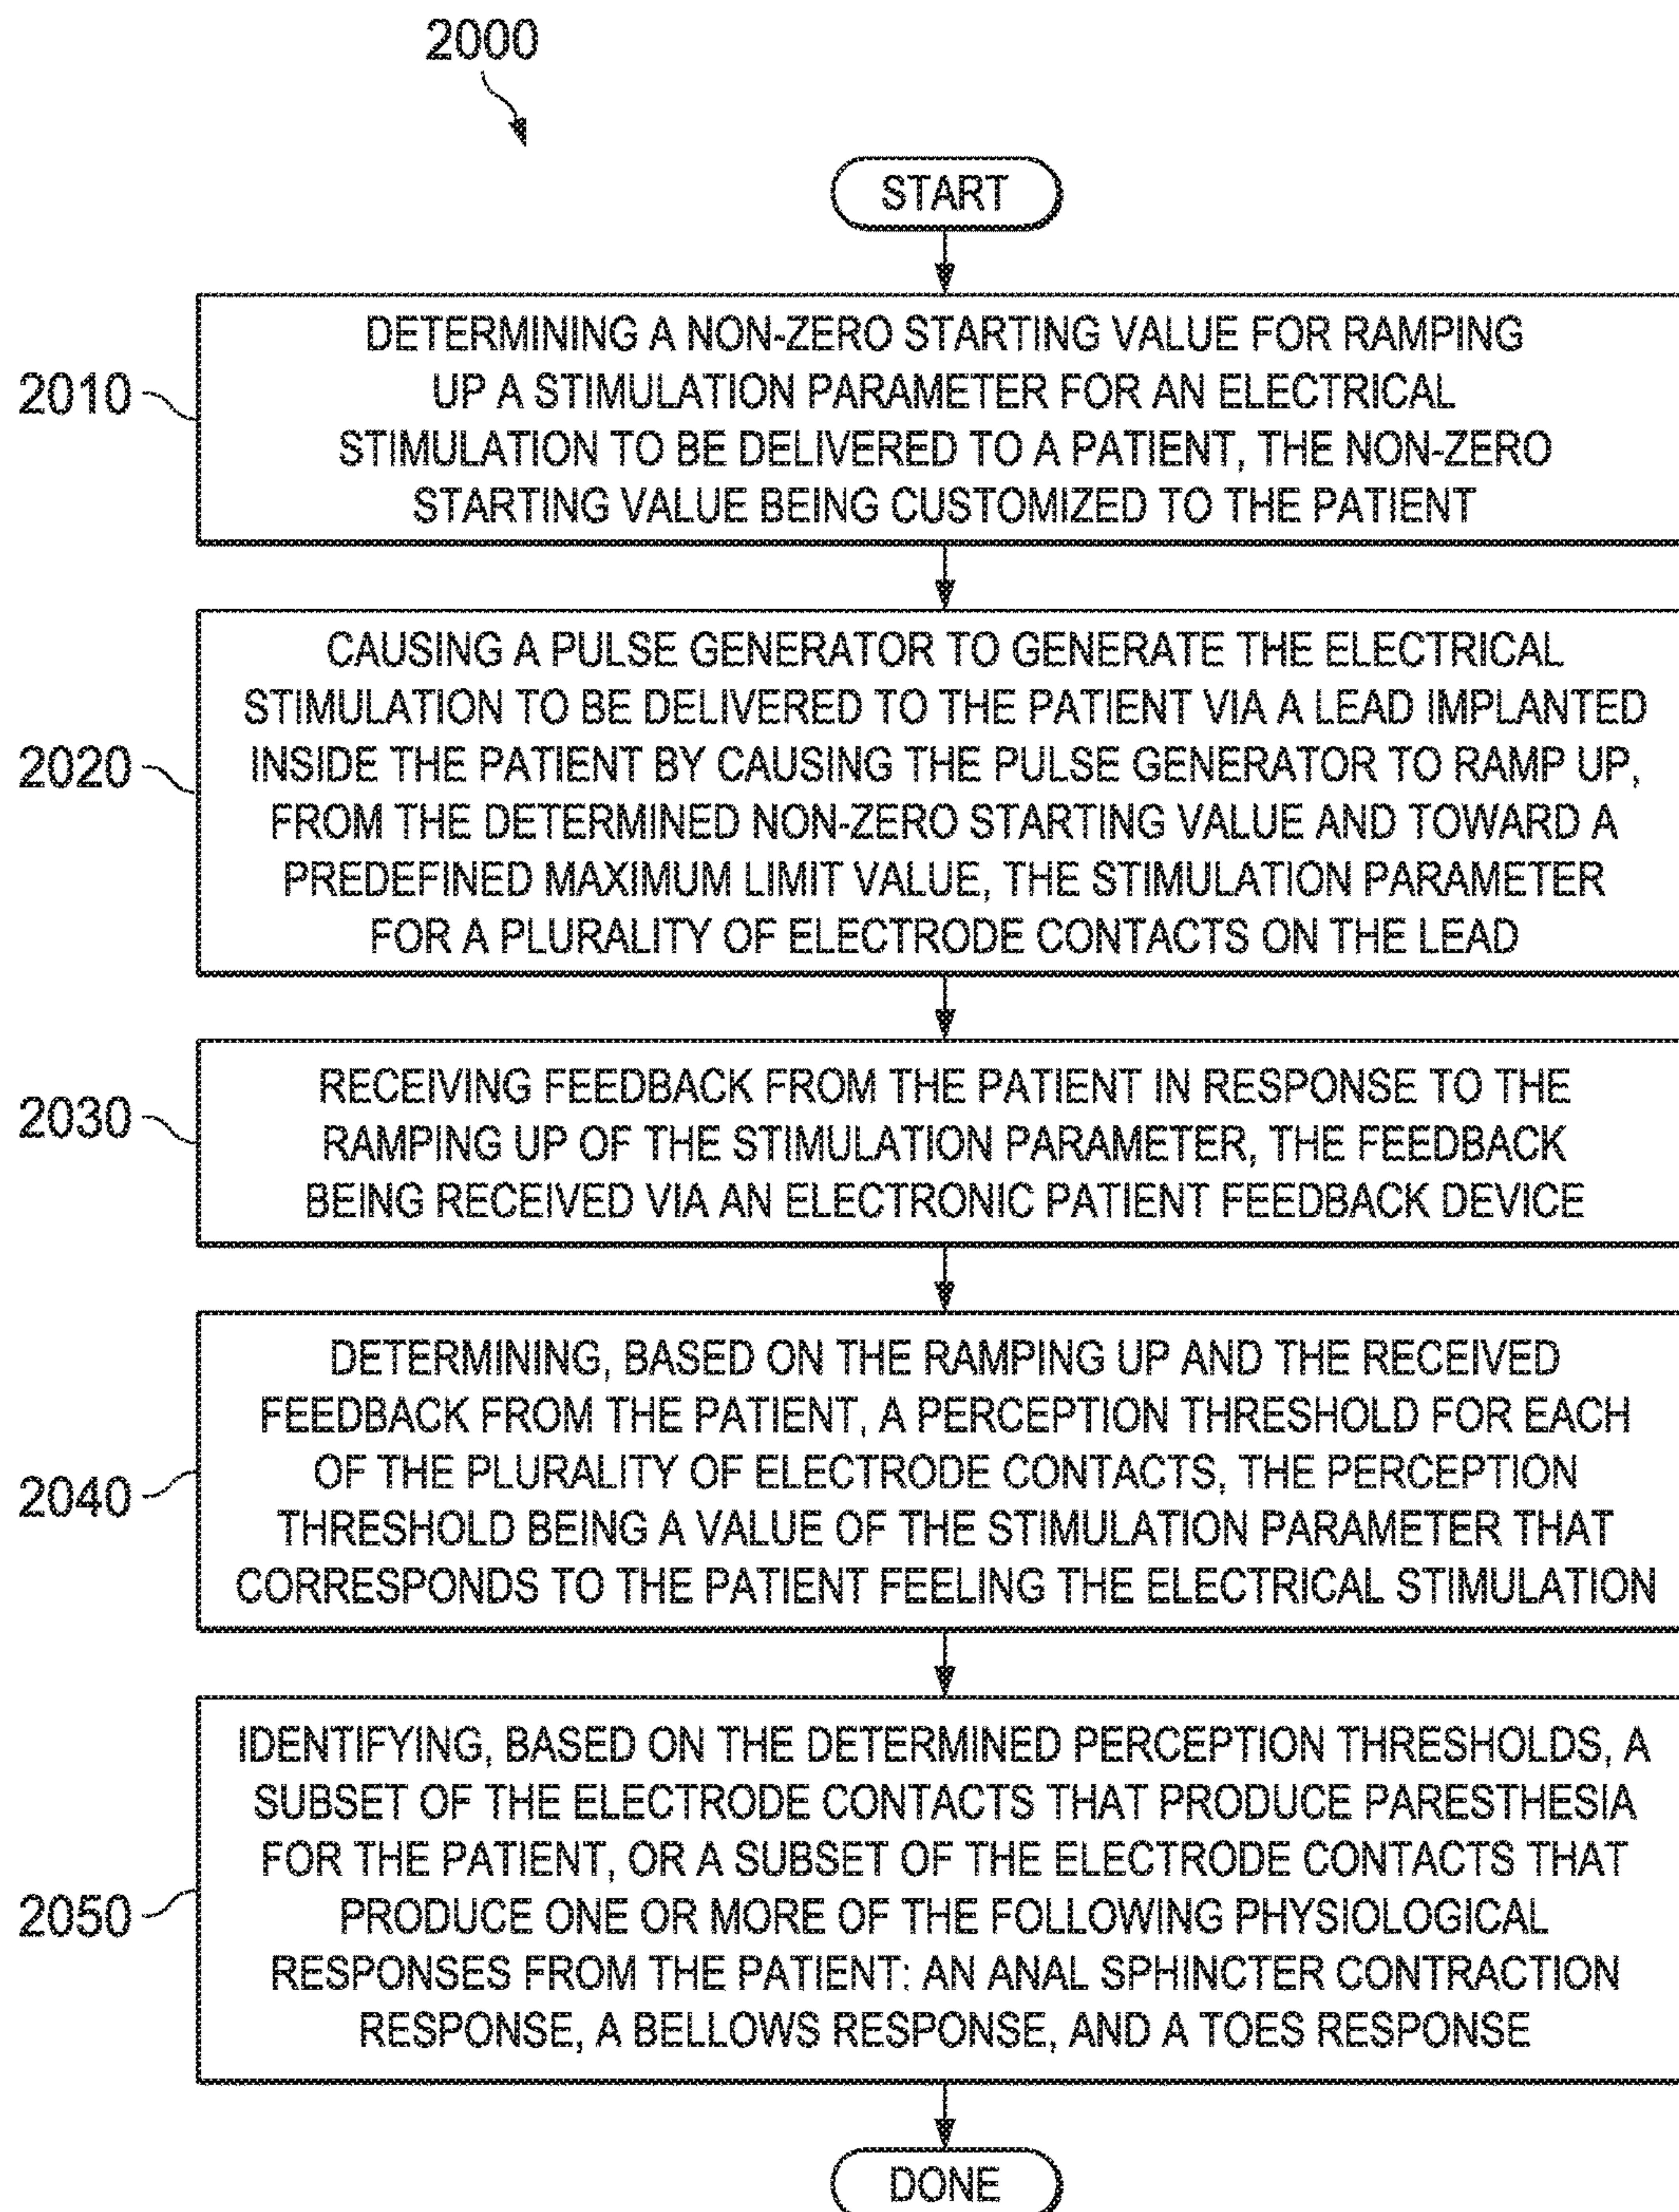 2000
START
2010
DETERMINING A NON-ZERO STARTING VALUE FOR RAMPING
UP A STIMULATION PARAMETER FOR AN ELECTRICAL
STIMULATION TO BE DELIVERED TO A PATIENT, THE NON-ZERO
STARTING VALUE BEING CUSTOMIZED TO THE PATIENT
2020
CAUSING A PULSE GENERATOR TO GENERATE THE ELECTRICAL
STIMULATION TO BE DELIVERED TO THE PATIENT VIA A LEAD IMPLANTED
INSIDE THE PATIENT BY CAUSING THE PULSE GENERATOR TO RAMP UP,
FROM THE DETERMINED NON-ZERO STARTING VALUE AND TOWARD A
PREDEFINED MAXIMUM LIMIT VALUE, THE STIMULATION PARAMETER
FOR A PLURALITY OF ELECTRODE CONTACTS ON THE LEAD
2030
RECEIVING FEEDBACK FROM THE PATIENT IN RESPONSE TO THE
RAMPING UP OF THE STIMULATION PARAMETER, THE FEEDBACK
BEING RECEIVED VIA AN ELECTRONIC PATIENT FEEDBACK DEVICE
2040
DETERMINING, BASED ON THE RAMPING UP AND THE RECEIVED
FEEDBACK FROM THE PATIENT, A PERCEPTION THRESHOLD FOR EACH
OF THE PLURALITY OF ELECTRODE CONTACTS, THE PERCEPTION
THRESHOLD BEING A VALUE OF THE STIMULATION PARAMETER THAT
CORRESPONDS TO THE PATIENT FEELING THE ELECTRICAL STIMULATION
2050
IDENTIFYING, BASED ON THE DETERMINED PERCEPTION THRESHOLDS, A
SUBSET OF THE ELECTRODE CONTACTS THAT PRODUCE PARESTHESIA
FOR THE PATIENT, OR A SUBSET OF THE ELECTRODE CONTACTS THAT
PRODUCE ONE OR MORE OF THE FOLLOWING PHYSIOLOGICAL
RESPONSES FROM THE PATIENT: AN ANAL SPHINCTER CONTRACTION
RESPONSE, A BELLOWS RESPONSE, AND A TOES RESPONSE
DONE